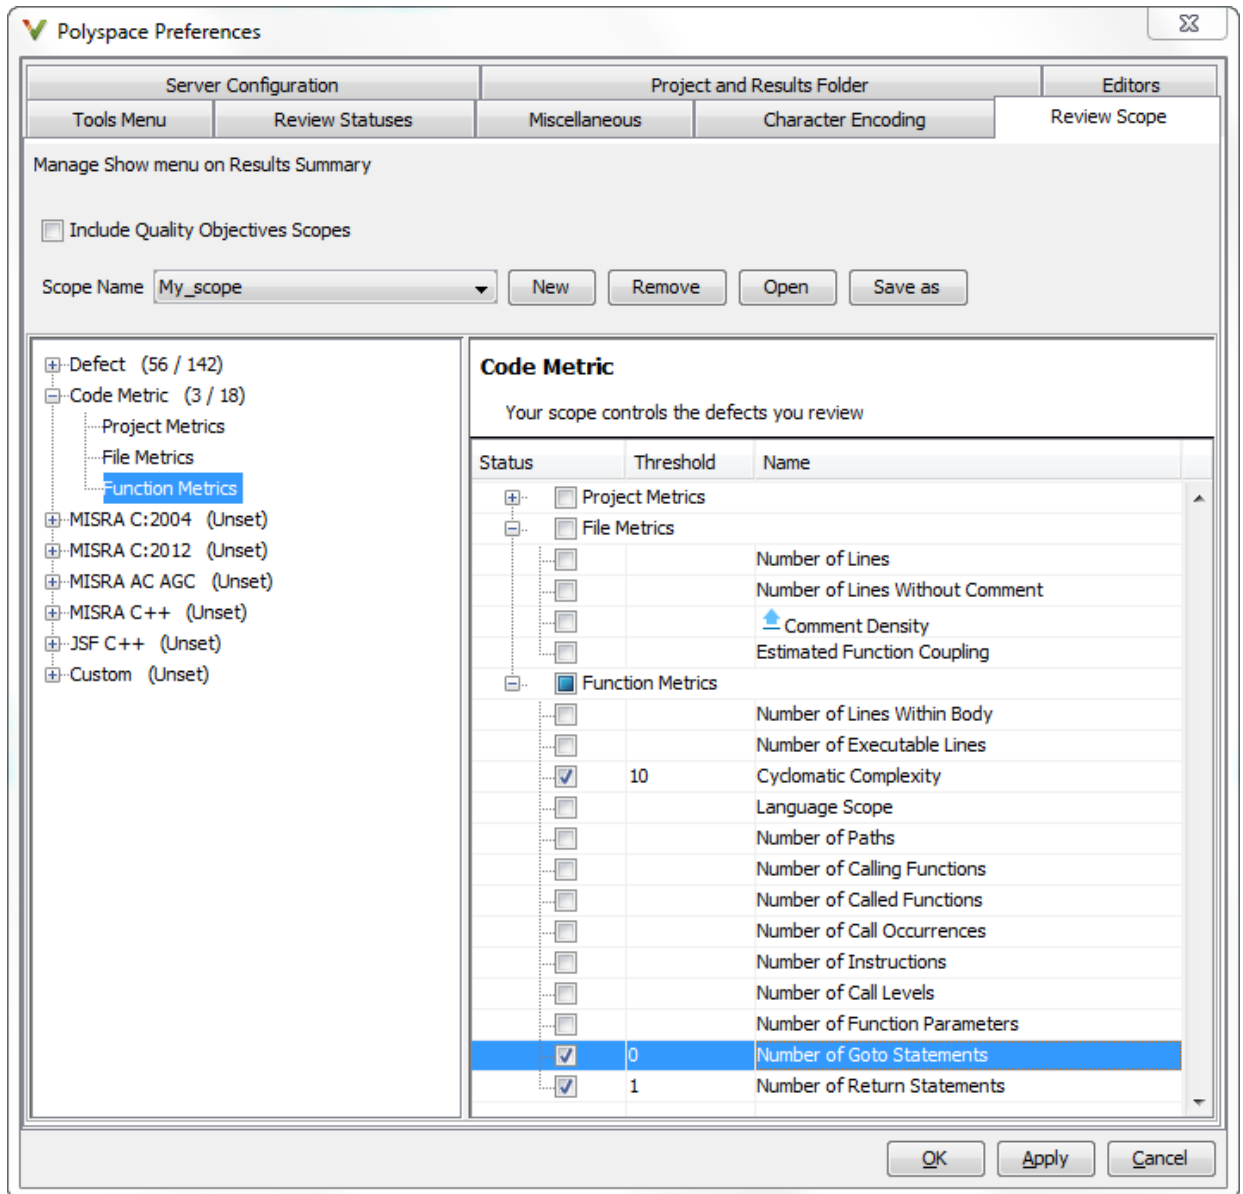 Polyspace Preferences
Server Configuration Project and Results Folder Editors
Tools Menu Review Statuses Miscellaneous Character Encoding Review Scope
Manage Show menu on Results Summary
Include Quality Objectives Scopes
Scope Name My_scope New Remove Open Save as
Defect (56 / 142)
Code Metric (3 / 18)
Project Metrics
File Metrics
Function Metrics
MISRA C:2004 (Unset)
MISRA C:2012 (Unset)
MISRA AC AGC (Unset)
MISRA C++ (Unset)
JSF C++ (Unset)
Custom (Unset)
Code Metric
Your scope controls the defects you review
Status Threshold Name
Project Metrics
File Metrics
Number of Lines
Number of Lines Without Comment
Comment Density
Estimated Function Coupling
Function Metrics
Number of Lines Within Body
Number of Executable Lines
10 Cyclomatic Complexity
Language Scope
Number of Paths
Number of Calling Functions
Number of Called Functions
Number of Call Occurrences
Number of Instructions
Number of Call Levels
Number of Function Parameters
0 Number of Goto Statements
1 Number of Return Statements
OK Apply Cancel